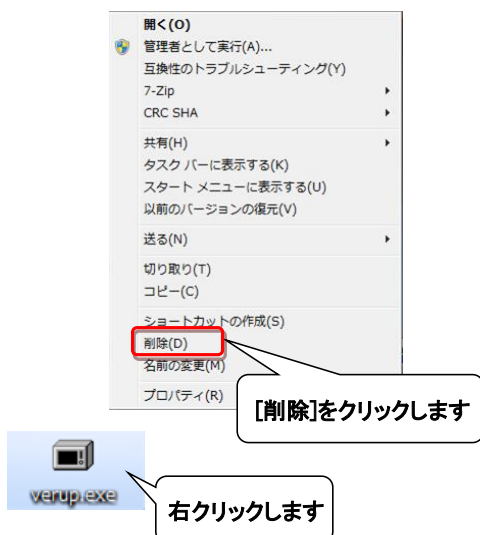 開く(O)
管理者として実行(A)...
互換性のトラブルシューティング(Y)
7-Zip
CRC SHA
共有(H)
タスク バーに表示する(K)
スタート メニューに表示する(U)
以前のバージョンの復元(V)
送る(N)
切り取り(T)
コピー(C)
ショートカットの作成(S)
削除(D)
名前の変更(M)
プロパティ(R)
[削除]をクリックします
verup.exe
右クリックします